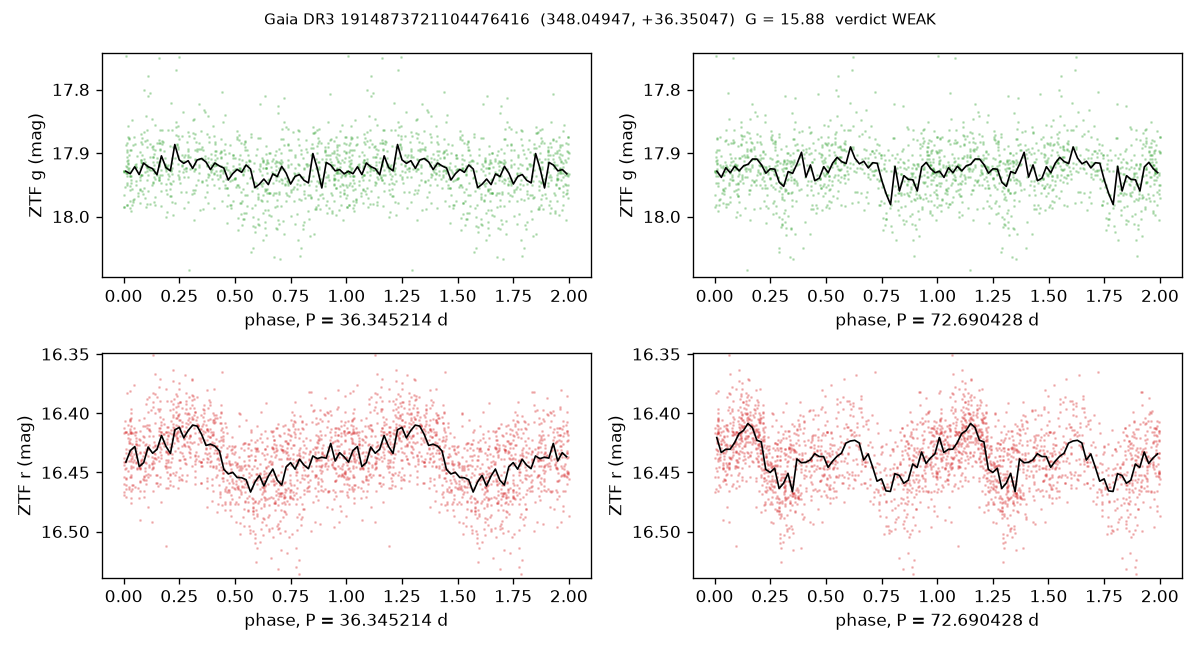 Gaia DR3 1914873721104476416 (348.04947, +36.35047) G = 15.88 verdict WEAK
ZTF g (mag)
17.8
17.9
18.0
0.00 0.25 0.50 0.75 1.00 1.25 1.50 1.75 2.00
phase, P = 36.345214 d
ZTF g (mag)
17.8
17.9
18.0
0.00 0.25 0.50 0.75 1.00 1.25 1.50 1.75 2.00
phase, P = 72.690428 d
ZTF r (mag)
16.35
16.40
16.45
16.50
0.00 0.25 0.50 0.75 1.00 1.25 1.50 1.75 2.00
phase, P = 36.345214 d
ZTF r (mag)
16.35
16.40
16.45
16.50
0.00 0.25 0.50 0.75 1.00 1.25 1.50 1.75 2.00
phase, P = 72.690428 d